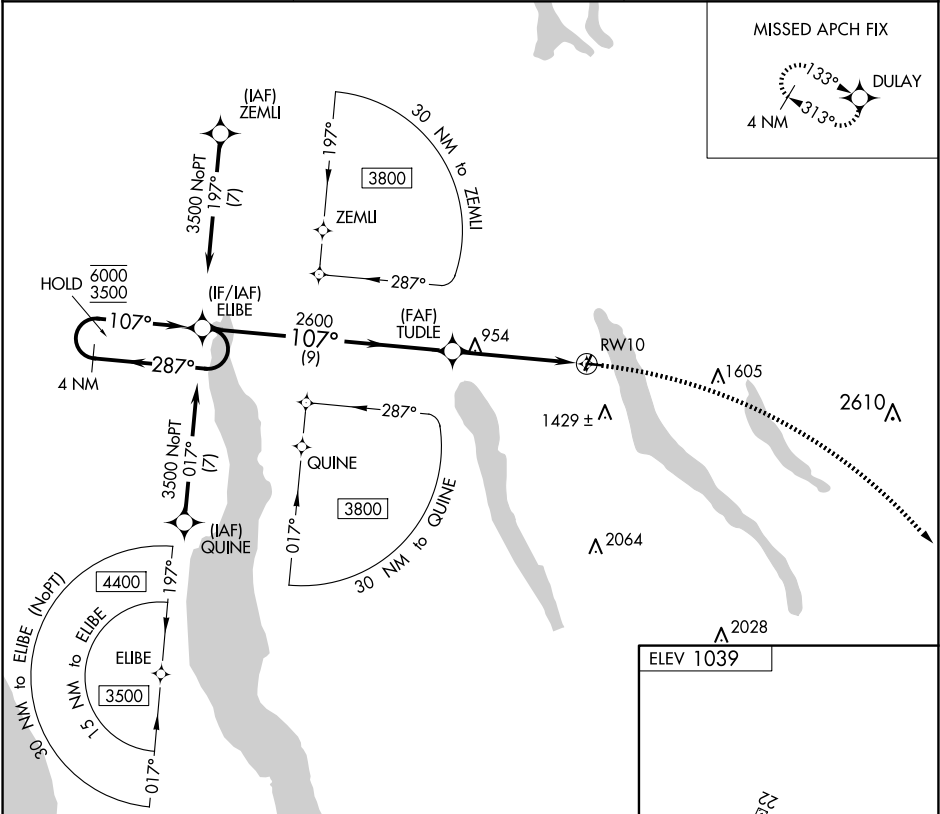 MISSED APCH FIX
133°
DULAY
313°
4 NM
(IAF)
ZEMLI
3500 NoPT
197°
(7)
30 NM to ZEMLI
197°
3800
ZEMLI
287°
HOLD
6000
3500
(IF/IAF)
ELIBE
107°
287°
4 NM
2600
107°
(9)
(FAF)
TUDLE
954
RW10
1605
1429 ±
2610
287°
QUINE
3800
017°
30 NM to QUINE
3500 NoPT
017°
(7)
(IAF)
QUINE
2064
2028
30 NM to ELIBE (NoPT)
4400
197°
15 NM to ELIBE
ELIBE
3500
017°
ELEV 1039
22